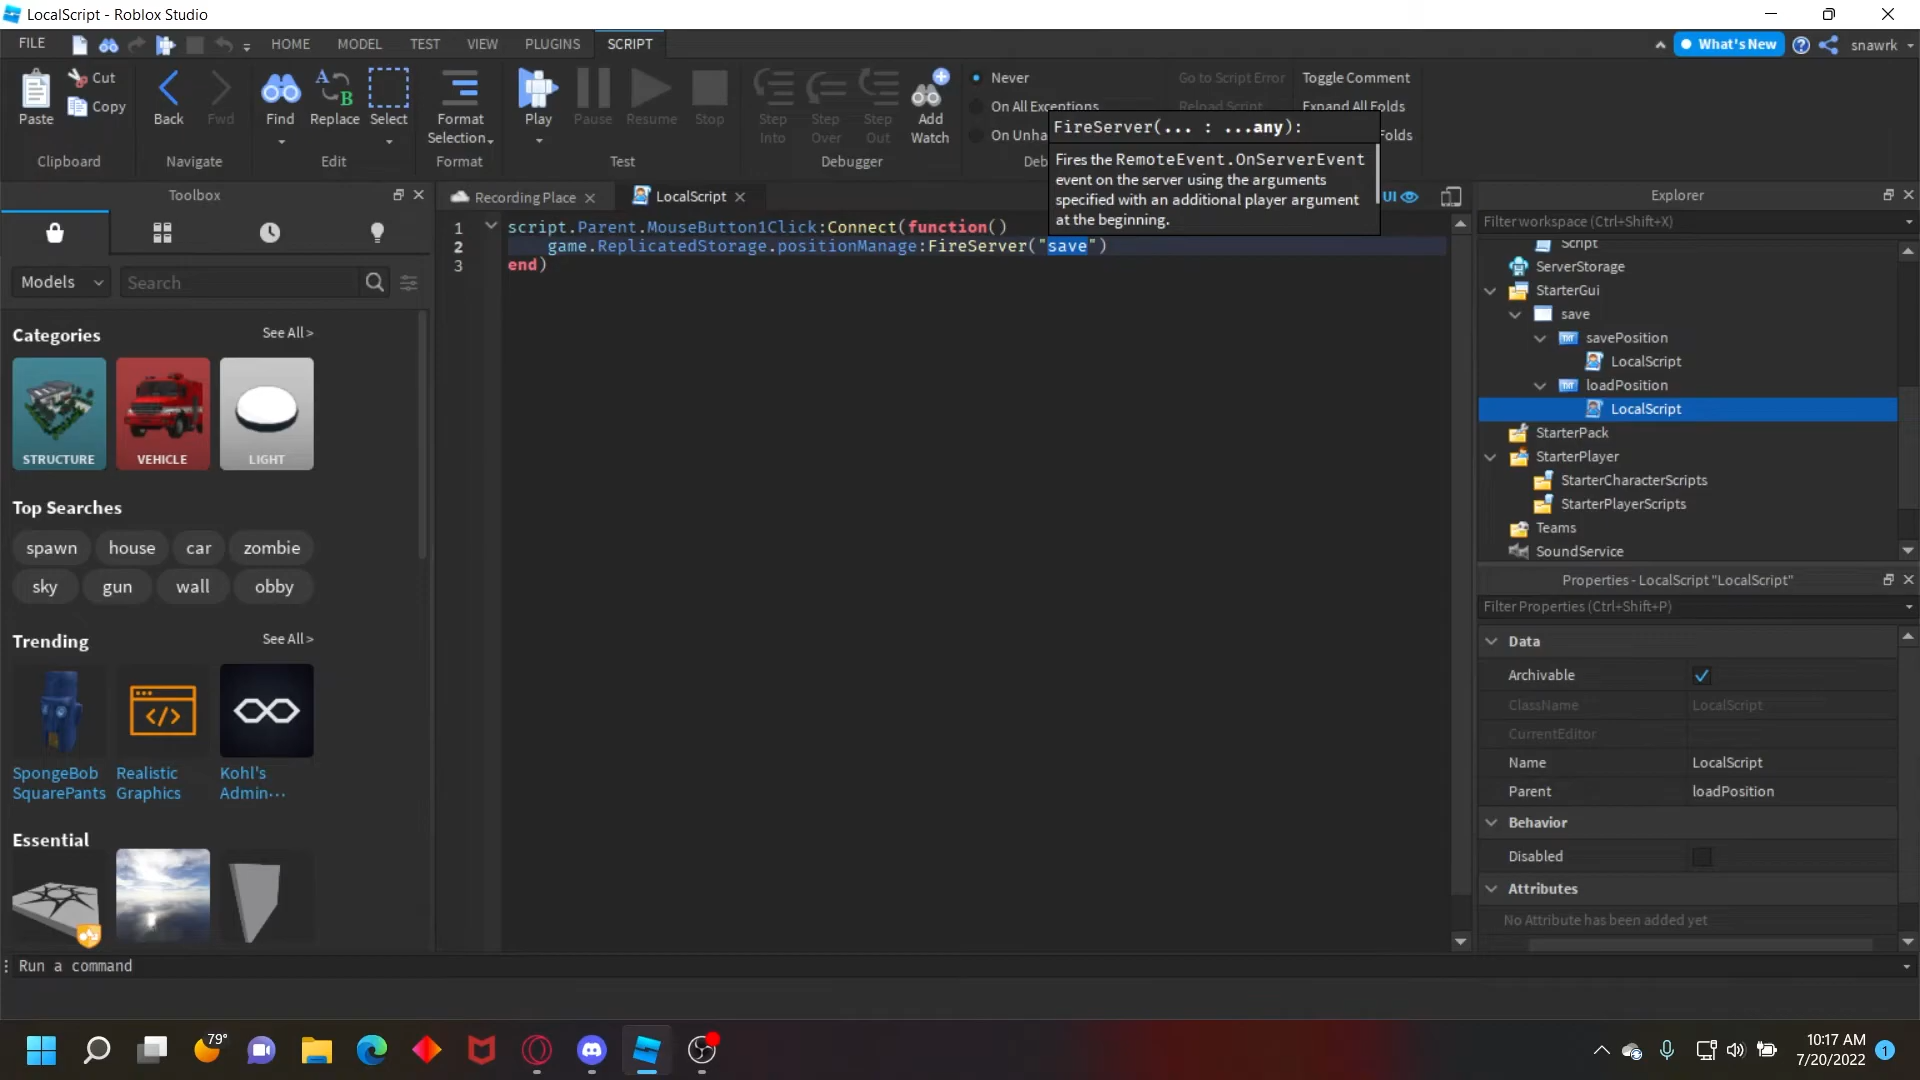 LocalScript - Roblox Studio
FILE
HOME
MODEL
TEST
VIEW
PLUGINS
SCRIPT
What's New
snawrk
Paste
Cut
Copy
Clipboard
Back
Fwd
Navigate
Find
Replace
Select
Edit
Format
Selection
Format
Play
Pause
Resume
Stop
Test
Step
Into
Step
Over
Step
Out
Add
Watch
Debugger
Never
On All Exceptions
On Unha
Deb
Go to Script Error
Reload Script
Toggle Comment
Expand All Folds
Folds
FireServer(... : ...any):
Fires the RemoteEvent.OnServerEvent
event on the server using the arguments
specified with an additional player argument
at the beginning.
Toolbox
Models
Search
Categories
See All >
STRUCTURE
VEHICLE
LIGHT
Top Searches
spawn
house
car
zombie
sky
gun
wall
obby
Trending
See All >
SpongeBob
SquarePants
Realistic
Graphics
Kohl's
Admin...
Essential
Recording Place
LocalScript
UI
1 script.Parent.MouseButton1Click:Connect(function()
2 game.ReplicatedStorage.positionManage:FireServer("save")
3 end)
Explorer
Filter workspace (Ctrl+Shift+X)
Script
ServerStorage
StarterGui
save
TXT savePosition
LocalScript
TXT loadPosition
LocalScript
StarterPack
StarterPlayer
StarterCharacterScripts
StarterPlayerScripts
Teams
SoundService
Properties - LocalScript "LocalScript"
Filter Properties (Ctrl+Shift+P)
Data
Archivable
ClassName LocalScript
CurrentEditor
Name LocalScript
Parent loadPosition
Behavior
Disabled
Attributes
No Attribute has been added yet
Run a command
79°
10:17 AM
7/20/2022
1